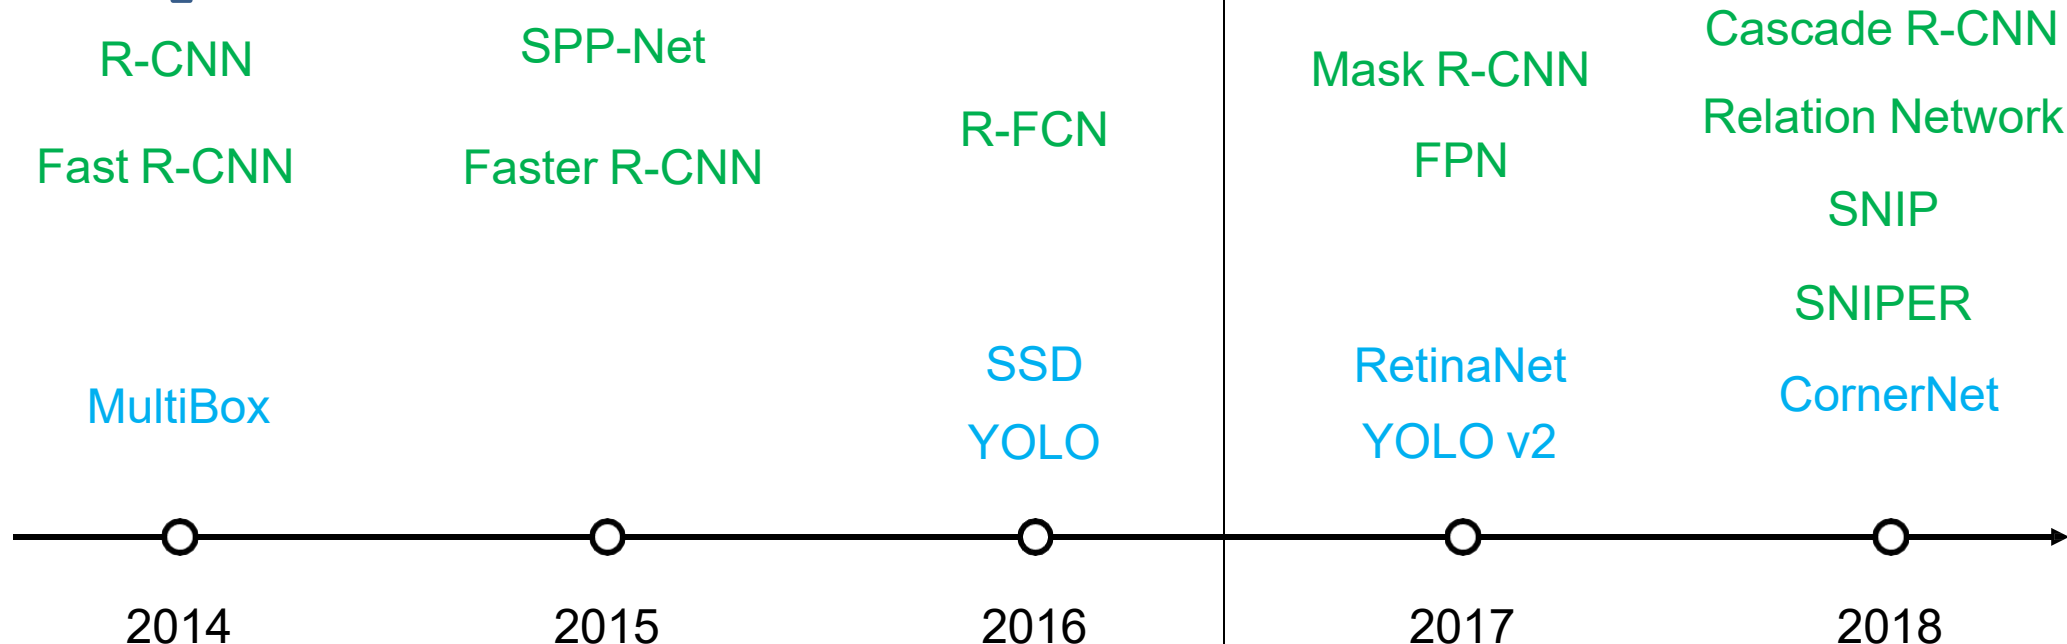 R-CNN
Fast R-CNN
MultiBox
2014
SPP-Net
Faster R-CNN
2015
R-FCN
SSD
YOLO
2016
Mask R-CNN
FPN
RetinaNet
YOLO v2
2017
Cascade R-CNN
Relation Network
SNIP
SNIPER
CornerNet
2018